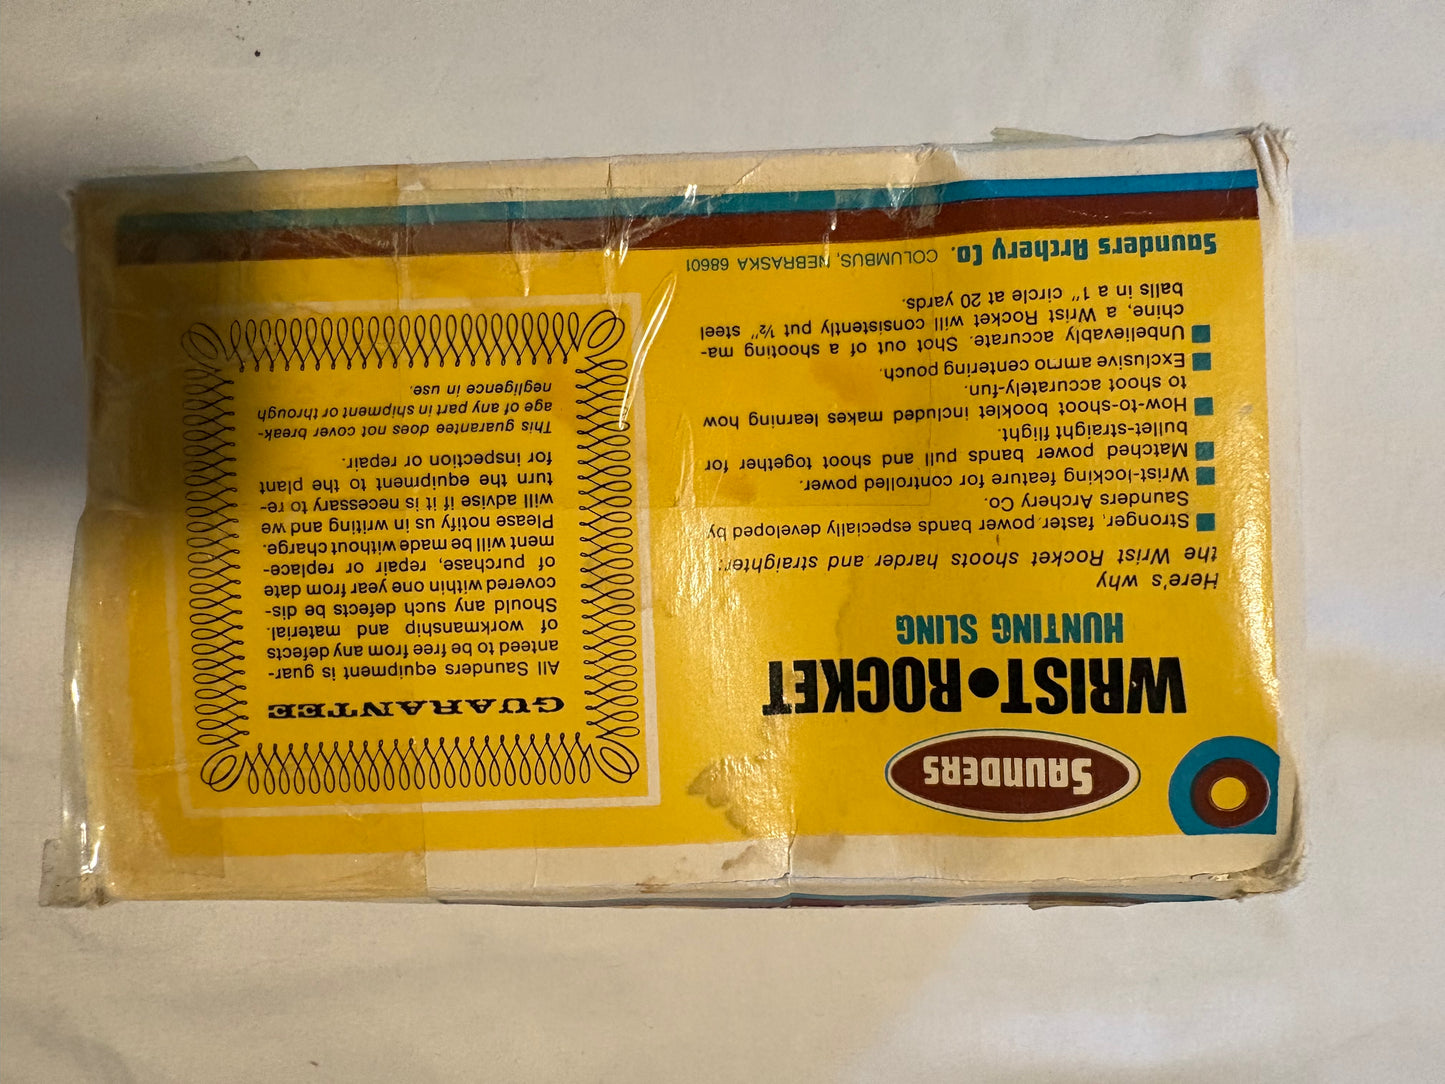 SAUNDERS
WRIST•ROCKET
HUNTING SLING
Here's why
the Wrist Rocket shoots harder and straighter:
■ Stronger, faster power bands especially developed by
Saunders Archery Co.
■ Wrist-locking feature for controlled power.
■ Matched power bands pull and shoot together for
bullet-straight flight.
■ How-to-shoot booklet included makes learning how
to shoot accurately-fun.
■ Exclusive ammo centering pouch.
■ Unbelievably accurate. Shot out of a shooting ma-
chine, a Wrist Rocket will consistently put ½" steel
balls in a 1" circle at 20 yards.
Saunders Archery Co. COLUMBUS, NEBRASKA 68601
GUARANTEE
All Saunders equipment is guar-
anteed to be free from any defects
of workmanship and material.
Should any such defects be dis-
covered within one year from date
of purchase, repair or replace-
ment will be made without charge.
Please notify us in writing and we
will advise if it is necessary to re-
turn the equipment to the plant
for inspection or repair.
This guarantee does not cover break-
age of any part in shipment or through
negligence in use.